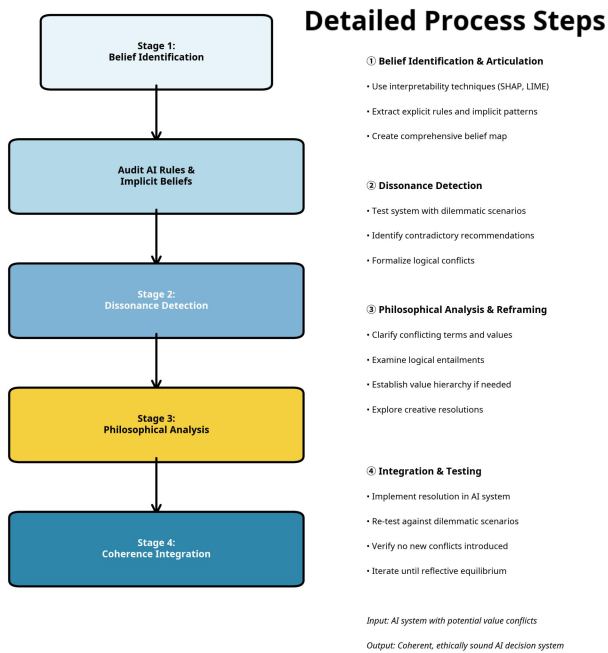 Detailed Process Steps
Stage 1:
Belief Identification
Audit AI Rules &
Implicit Beliefs
Stage 2:
Dissonance Detection
Stage 3:
Philosophical Analysis
Stage 4:
Coherence Integration
① Belief Identification & Articulation
• Use interpretability techniques (SHAP, LIME)
• Extract explicit rules and implicit patterns
• Create comprehensive belief map
② Dissonance Detection
• Test system with dilemmatic scenarios
• Identify contradictory recommendations
• Formalize logical conflicts
③ Philosophical Analysis & Reframing
• Clarify conflicting terms and values
• Examine logical entailments
• Establish value hierarchy if needed
• Explore creative resolutions
④ Integration & Testing
• Implement resolution in AI system
• Re-test against dilemmatic scenarios
• Verify no new conflicts introduced
• Iterate until reflective equilibrium
Input: AI system with potential value conflicts
Output: Coherent, ethically sound AI decision system